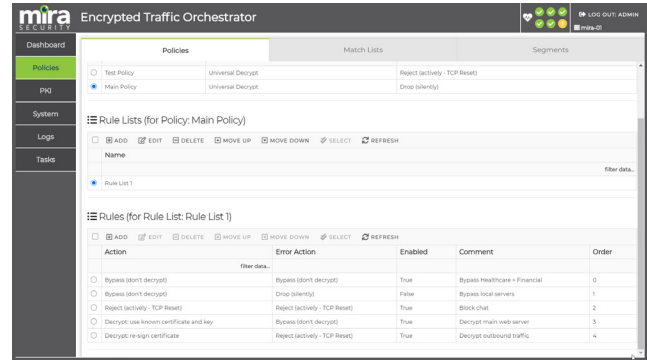 mira
SECURITY
Encrypted Traffic Orchestrator
LOG OUT: ADMIN
mira-01
Dashboard
Policies
PKI
System
Logs
Tasks
Policies
Match Lists
Segments
Test Policy Universal Decrypt Reject (actively - TCP Reset)
Main Policy Universal Decrypt Drop (silently)
Rule Lists (for Policy: Main Policy)
ADD EDIT DELETE MOVE UP MOVE DOWN SELECT REFRESH
Name
filter data...
Rule List 1
Rules (for Rule List: Rule List 1)
ADD EDIT DELETE MOVE UP MOVE DOWN SELECT REFRESH
Action Error Action Enabled Comment Order
filter data...
Bypass (don't decrypt) Bypass (don't decrypt) True Bypass Healthcare + Financial 0
Bypass (don't decrypt) Drop (silently) False Bypass local servers 1
Reject (actively - TCP Reset) Reject (actively - TCP Reset) True Block chat 2
Decrypt: use known certificate and key Bypass (don't decrypt) True Decrypt main web server 3
Decrypt: re-sign certificate Reject (actively - TCP Reset) True Decrypt outbound traffic 4